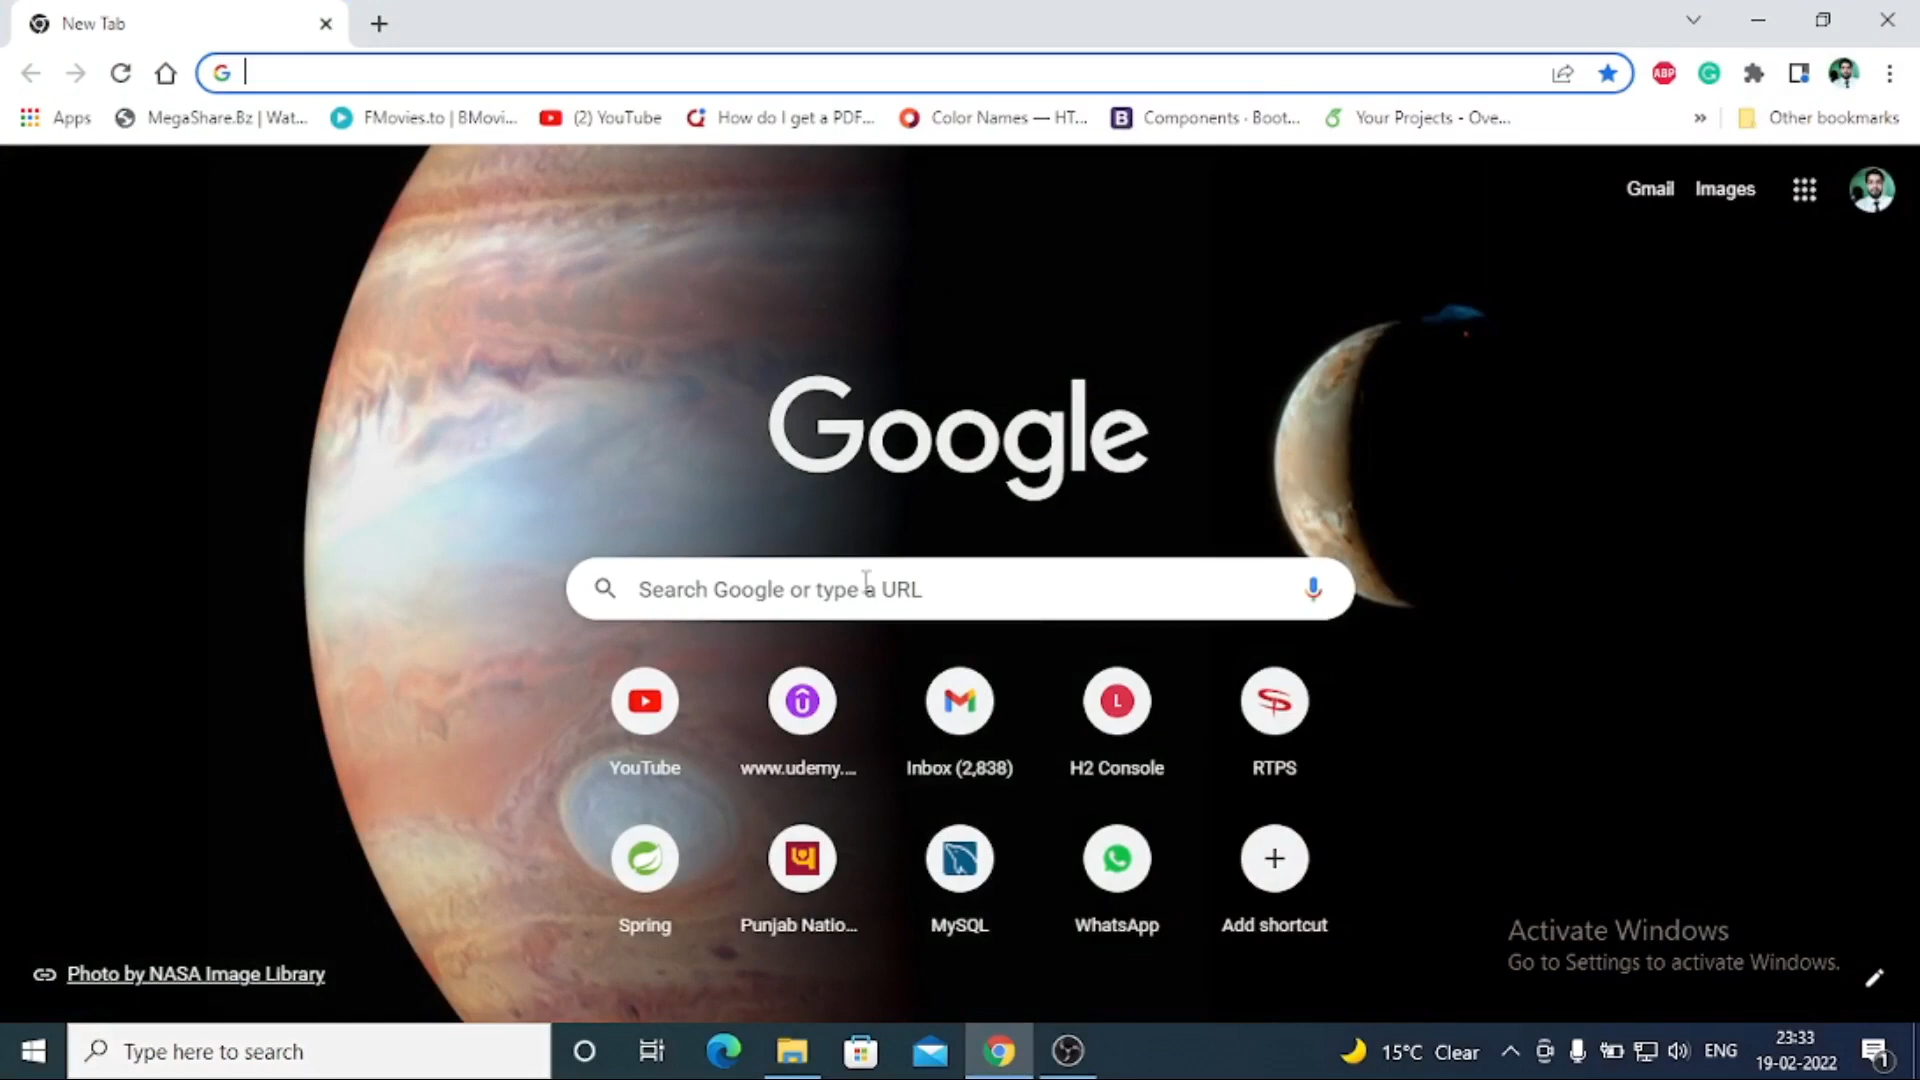 New Tab
Apps
MegaShare.Bz | Wat...
FMovies.to | BMovi...
(2) YouTube
How do I get a PDF...
Color Names — HT...
Components · Boot...
Your Projects - Ove...
»
Other bookmarks
ABP
Gmail
Images
Google
Search Google or type a URL
YouTube
www.udemy....
Inbox (2,838)
L
H2 Console
RTPS
Spring
Punjab Natio...
MySQL
WhatsApp
Add shortcut
Photo by NASA Image Library
Activate Windows
Go to Settings to activate Windows.
Type here to search
15°C Clear
ENG
23:33
19-02-2022
1